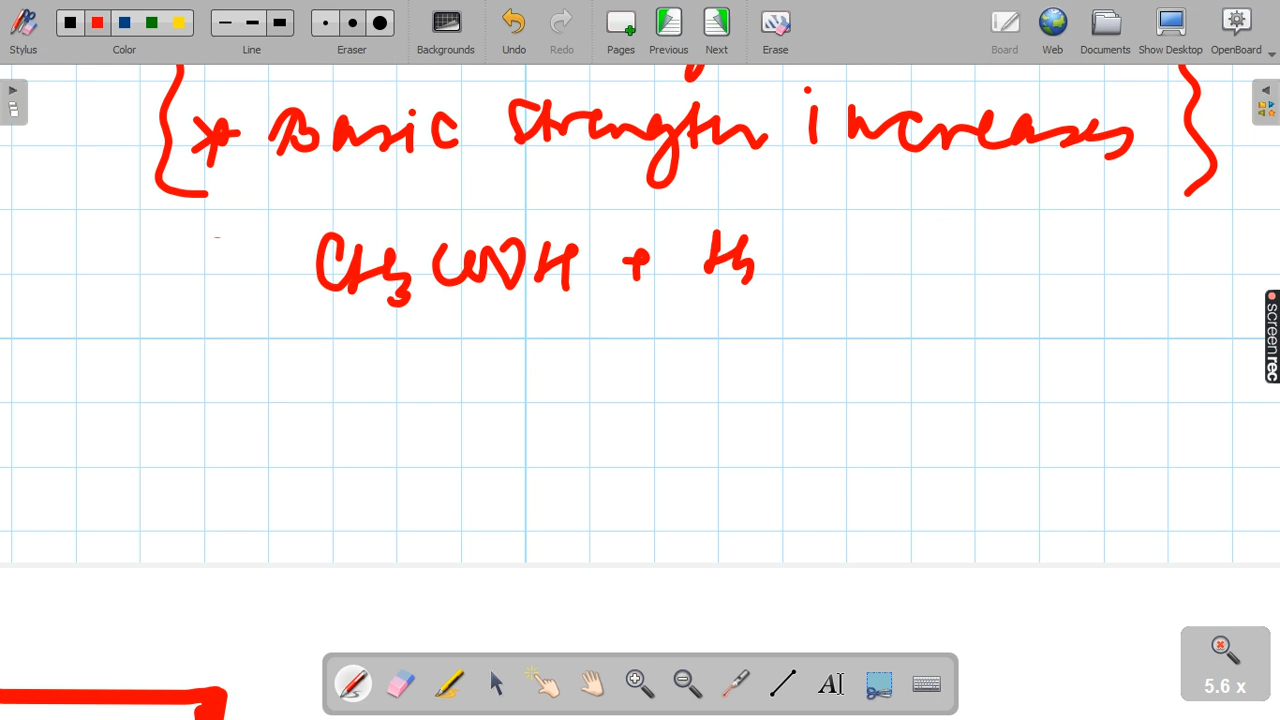 Stylus Color Line Eraser Backgrounds Undo Redo Pages Previous Next Erase Board Web Documents Show Desktop OpenBoard
* Basic Strength increases
CH3COOH + H
screenrec
5.6 x